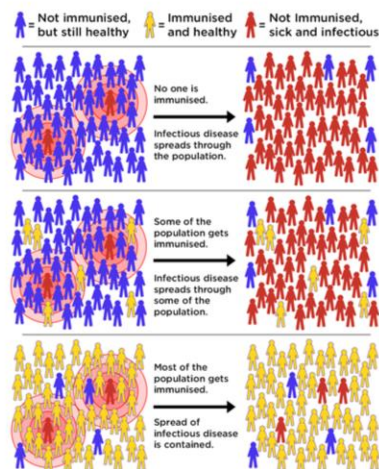 = Not immunised,
but still healthy
= Immunised
and healthy
= Not Immunised,
sick and infectious
No one is
immunised.
Infectious disease
spreads through
the population.
Some of the
population gets
immunised.
Infectious disease
spreads through
some of the
population.
Most of the
population gets
immunised.
Spread of
infectious disease
is contained.